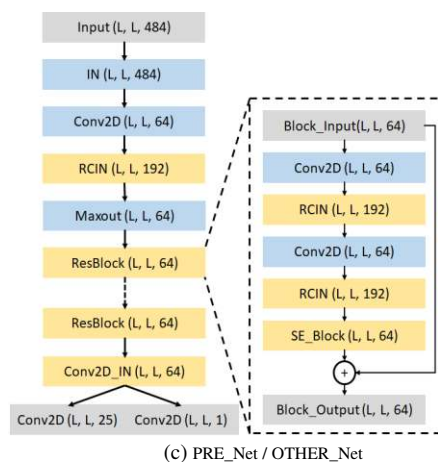 Input (L, L, 484)
IN (L, L, 484)
Conv2D (L, L, 64)
RCIN (L, L, 192)
Maxout (L, L, 64)
ResBlock (L, L, 64)
ResBlock (L, L, 64)
Conv2D_IN (L, L, 64)
Conv2D (L, L, 25) Conv2D (L, L, 1)
Block_Input(L, L, 64)
Conv2D (L, L, 64)
RCIN (L, L, 192)
Conv2D (L, L, 64)
RCIN (L, L, 192)
SE_Block (L, L, 64)
+
Block_Output (L, L, 64)
(c) PRE_Net / OTHER_Net